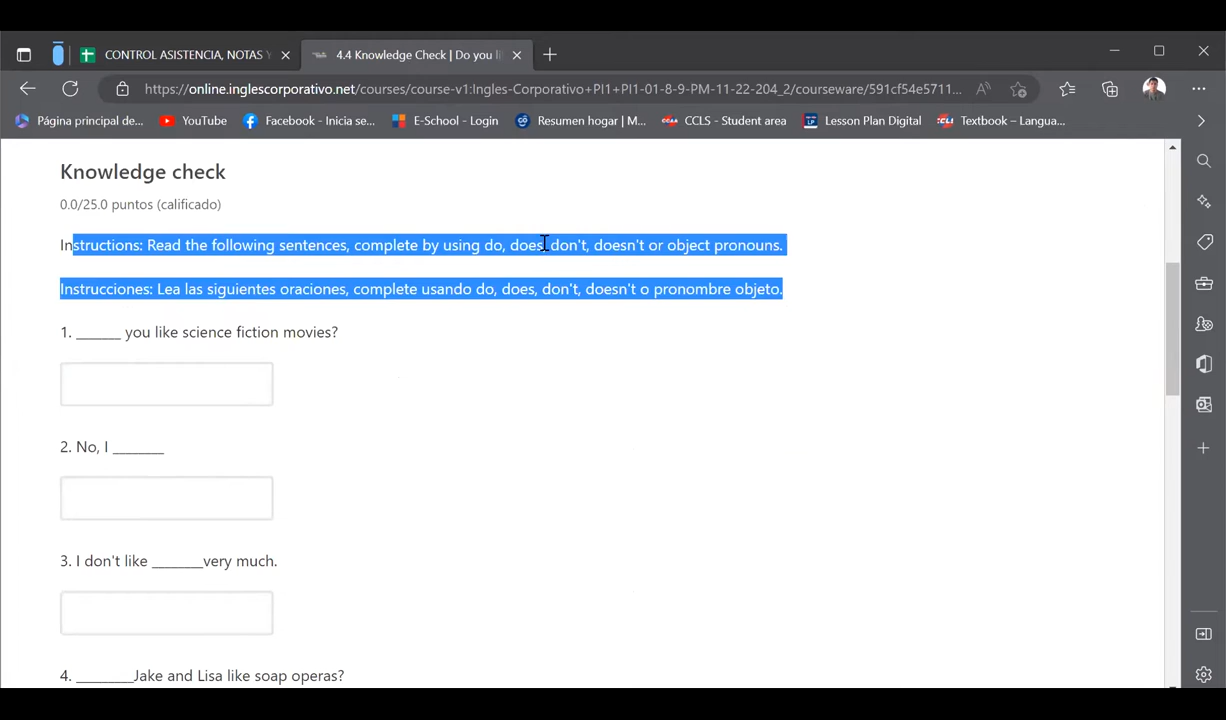 CONTROL ASISTENCIA, NOTAS Y
4.4 Knowledge Check | Do you li
https://online.inglescorporativo.net/courses/course-v1:Ingles-Corporativo+PI1+PI1-01-8-9-PM-11-22-204_2/courseware/591cf54e5711...
Página principal de...
YouTube
Facebook - Inicia se...
E-School - Login
Resumen hogar | M...
CCLS - Student area
Lesson Plan Digital
Textbook – Langua...
Knowledge check
0.0/25.0 puntos (calificado)
Instructions: Read the following sentences, complete by using do, does, don't, doesn't or object pronouns.
Instrucciones: Lea las siguientes oraciones, complete usando do, does, don't, doesn't o pronombre objeto.
1. ______ you like science fiction movies?
2. No, I _______
3. I don't like _______very much.
4. ________Jake and Lisa like soap operas?